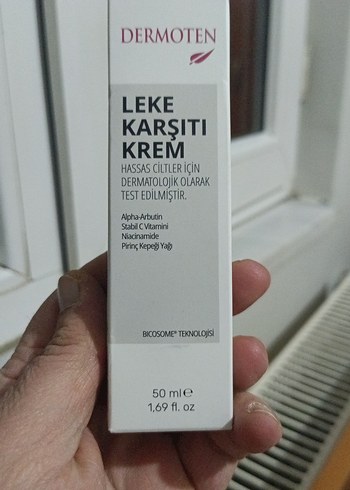 DERMOTEN
LEKE
KARŞITI
KREM
HASSAS CİLTLER İÇİN
DERMATOLOJİK OLARAK
TEST EDİLMİŞTİR.
Alpha-Arbutin
Stabil C Vitamini
Niacinamide
Pirinç Kepeği Yağı
BICOSOME® TEKNOLOJİSİ
50 ml ℮
1,69 fl. oz